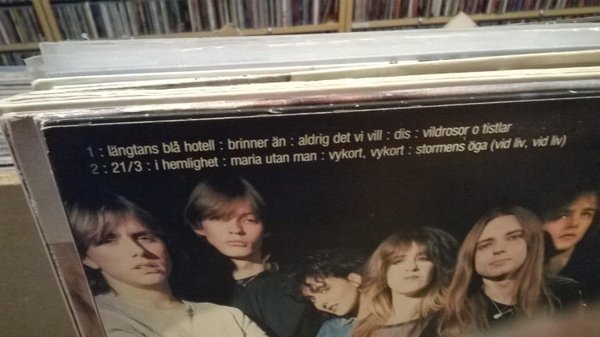 1 : längtans blå hotell : brinner än : aldrig det vi vill : dis : vildrosor o tistlar
2 : 21/3 : i hemlighet : maria utan man : vykort, vykort : stormens öga (vid liv, vid liv)